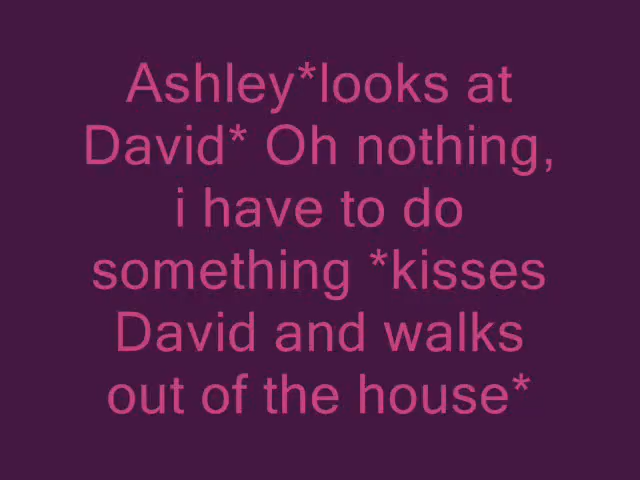 Ashley*looks at
David* Oh nothing,
i have to do
something *kisses
David and walks
out of the house*